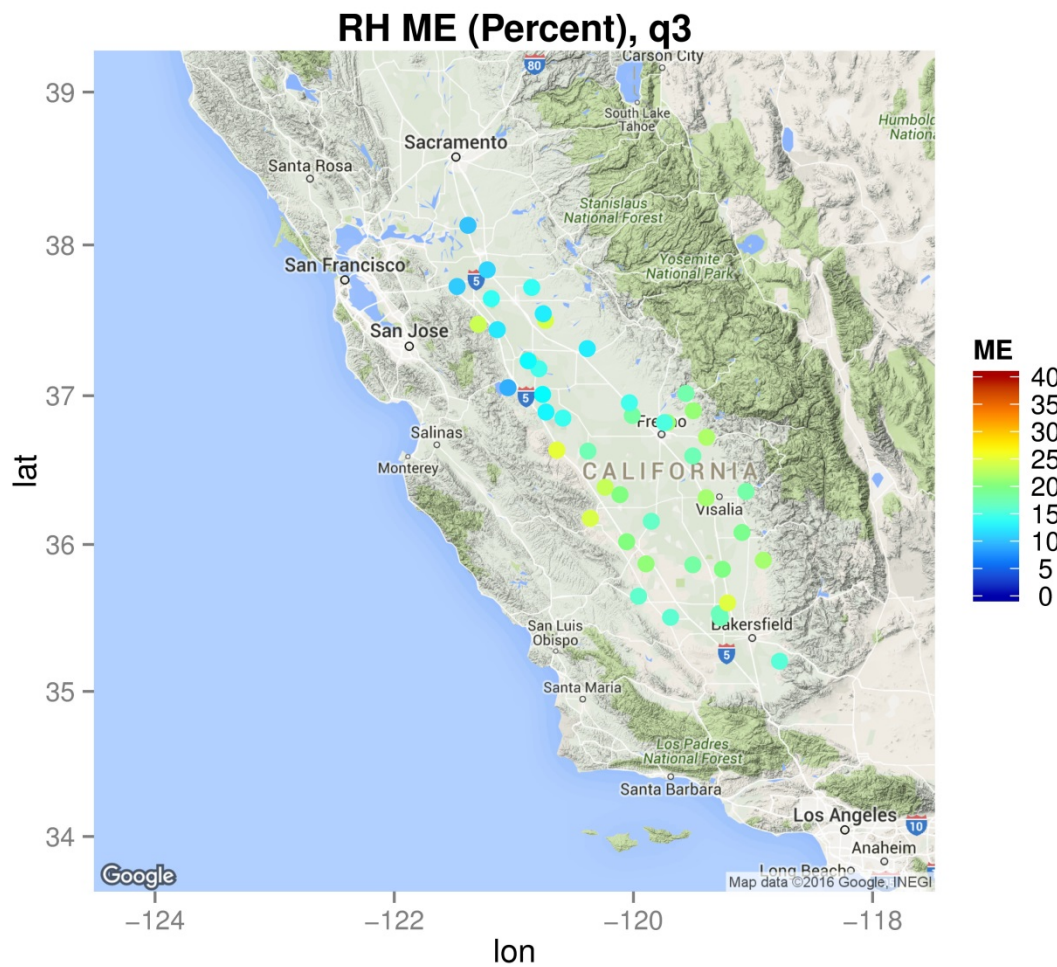 RH ME (Percent), q3
80
Carson City
39
South Lake
Tahoe
Humbol
Nationa
Sacramento
Santa Rosa
Stanislaus
National Forest
38
San Francisco
5
Yosemite
National Park
San Jose
ME
40
35
30
25
20
15
10
5
0
37
5
Salinas
Monterey
CALIFORNIA
Visalia
lat
36
San Luis
Obispo
Bakersfield
5
35
Santa Maria
Los Padres
National Forest
Santa Barbara
Los Angeles
10
34
Anaheim
Long Beach
Google
Map data ©2016 Google, INEGI
−124
−122
−120
−118
lon